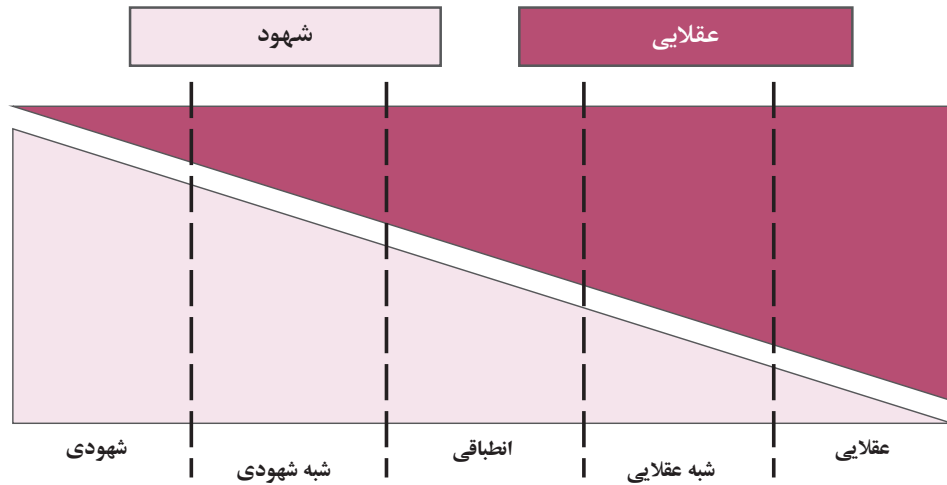 عقلایی
شهود
عقلایی
شبه عقلایی
انطباقی
شبه شهودی
شهودی